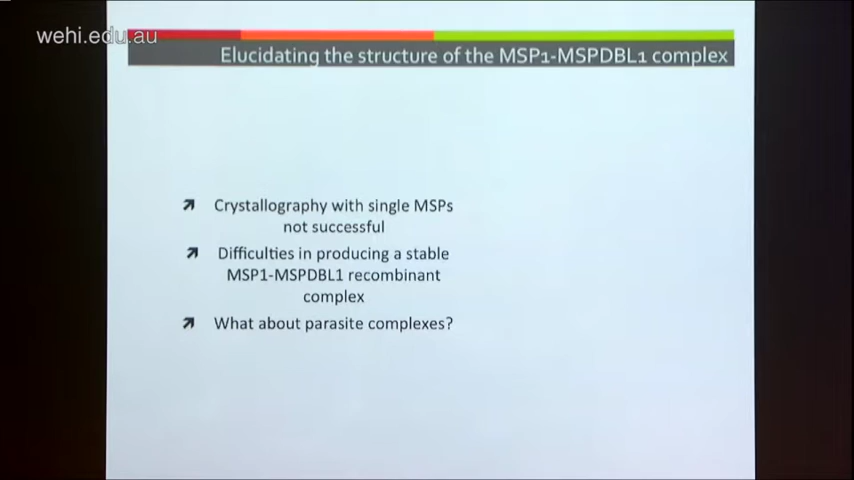 wehi.edu.au
Elucidating the structure of the MSP1-MSPDBL1 complex
Crystallography with single MSPs
not successful
Difficulties in producing a stable
MSP1-MSPDBL1 recombinant
complex
What about parasite complexes?